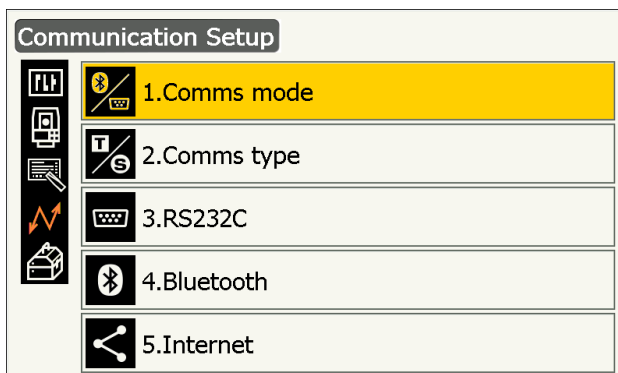 Communication Setup
1.Comms mode
T
S
2.Comms type
3.RS232C
4.Bluetooth
5.Internet